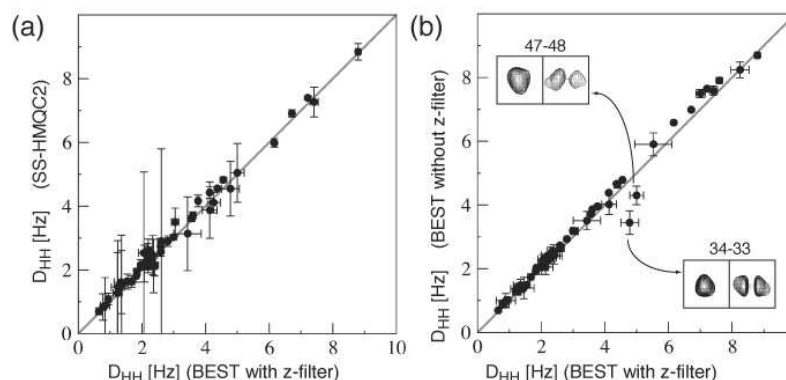 (a)
D_HH [Hz] (SS-HMQC2)
10
8
6
4
2
0
0 2 4 6 8 10
D_HH [Hz] (BEST with z-filter)
(b)
D_HH [Hz] (BEST without z-filter)
8
6
4
2
0
0 2 4 6 8
D_HH [Hz] (BEST with z-filter)
47-48
34-33